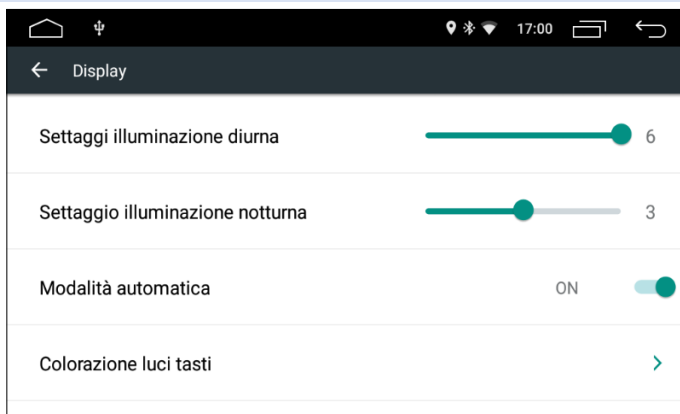 17:00
Display
Settaggi illuminazione diurna
6
Settaggio illuminazione notturna
3
Modalità automatica
ON
Colorazione luci tasti